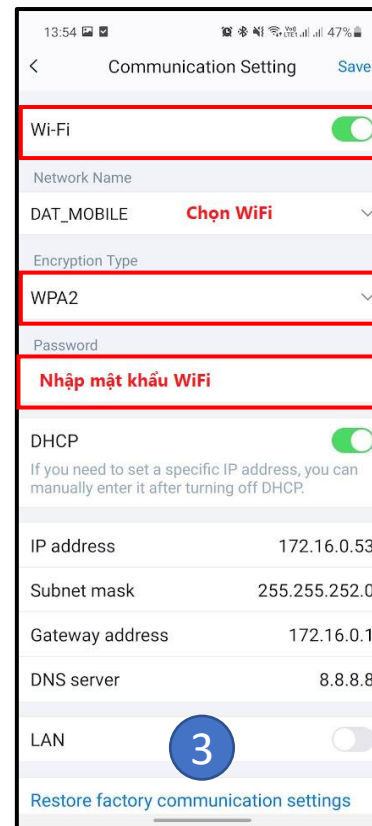 13:54 47%
Communication Setting Save
Wi-Fi
Network Name
DAT_MOBILE Chọn WiFi
Encryption Type
WPA2
Password
Nhập mật khẩu WiFi
DHCP
If you need to set a specific IP address, you can
manually enter it after turning off DHCP.
IP address 172.16.0.53
Subnet mask 255.255.252.0
Gateway address 172.16.0.1
DNS server 8.8.8.8
LAN
3
Restore factory communication settings